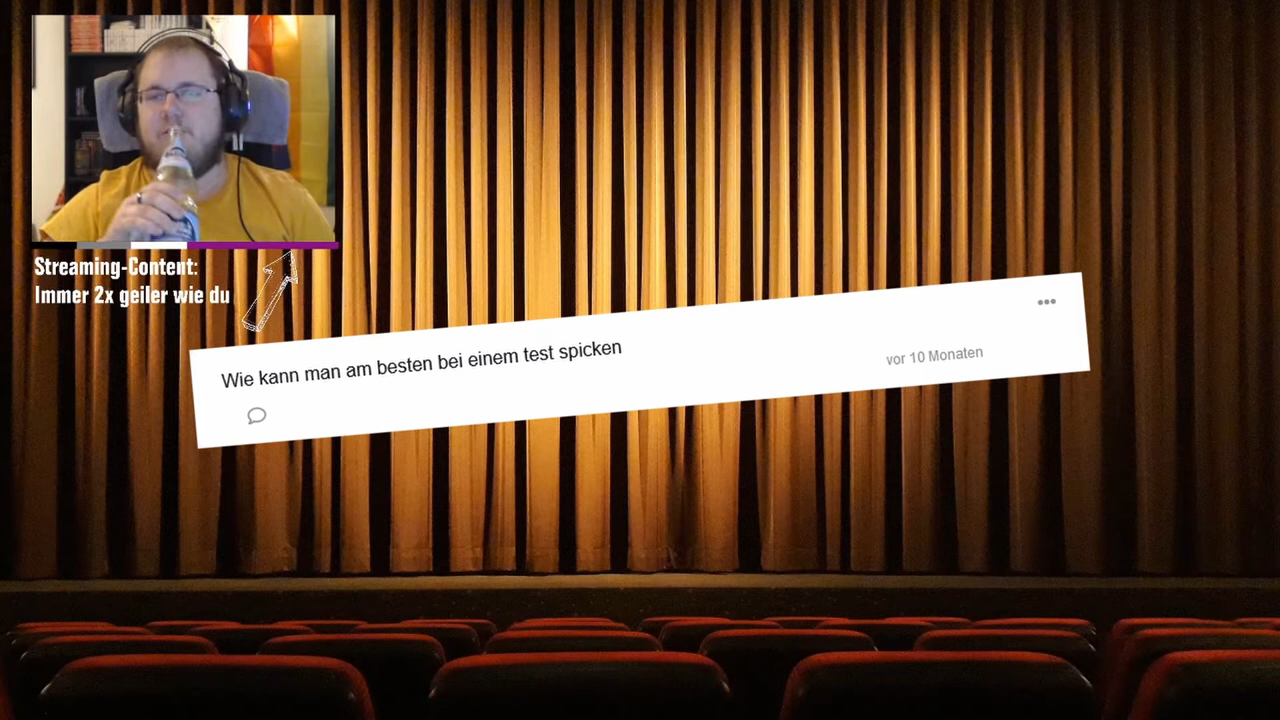 Streaming-Content:
Immer 2x geiler wie du
Wie kann man am besten bei einem test spicken
vor 10 Monaten